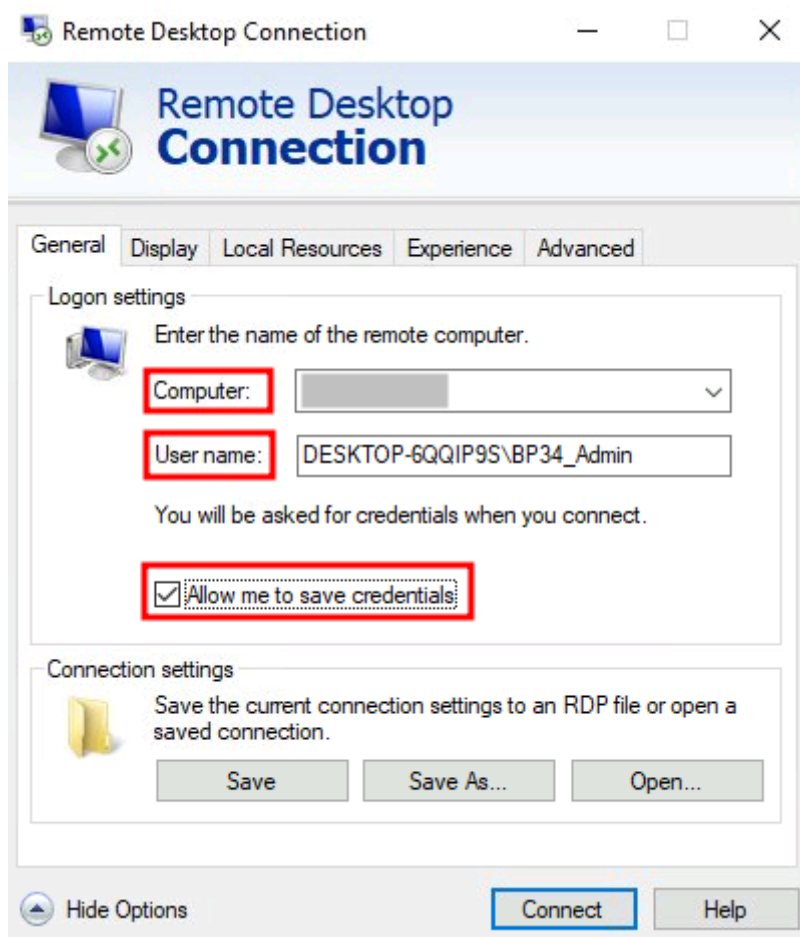 Remote Desktop Connection
Remote Desktop
Connection
General Display Local Resources Experience Advanced
Logon settings
Enter the name of the remote computer.
Computer:
User name: DESKTOP-6QQIP9S\BP34_Admin
You will be asked for credentials when you connect.
Allow me to save credentials
Connection settings
Save the current connection settings to an RDP file or open a
saved connection.
Save Save As... Open...
Hide Options Connect Help